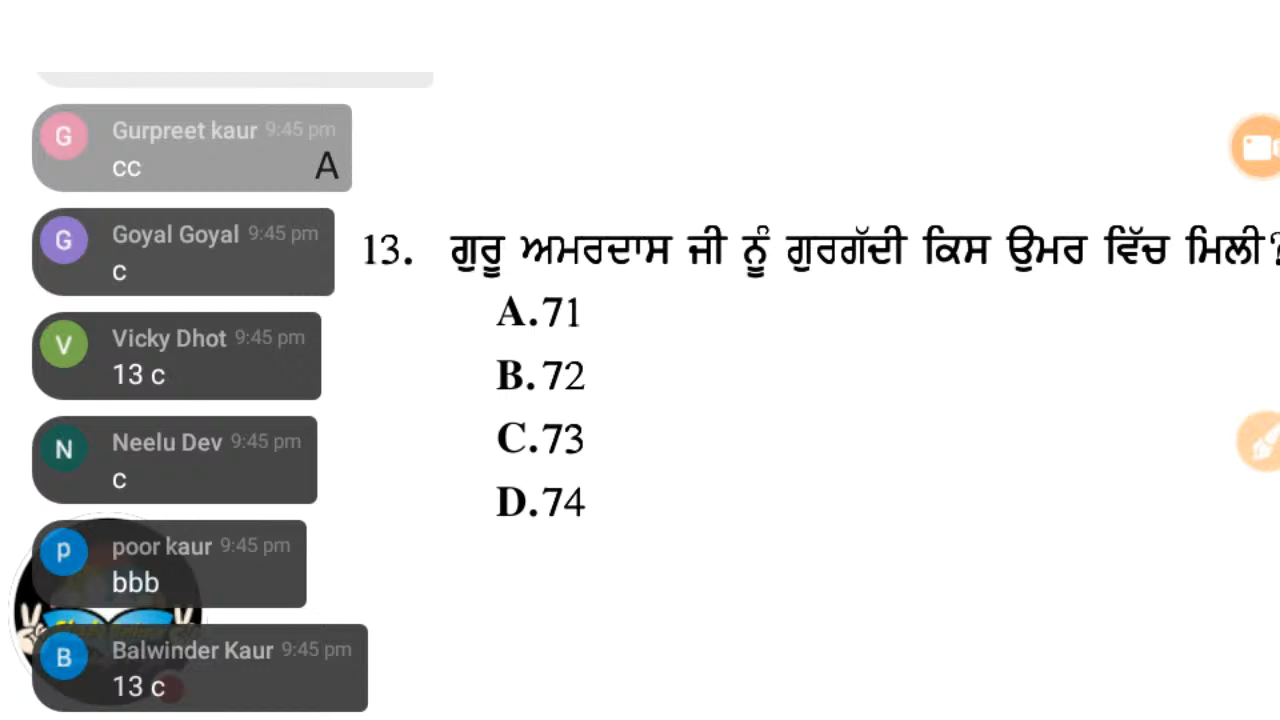 Gurpreet kaur 9:45 pm
cc
A
Goyal Goyal 9:45 pm
c
Vicky Dhot 9:45 pm
13 c
Neelu Dev 9:45 pm
c
poor kaur 9:45 pm
bbb
Balwinder Kaur 9:45 pm
13 c
13. ਗੁਰੂ ਅਮਰਦਾਸ ਜੀ ਨੂੰ ਗੁਰਗੱਦੀ ਕਿਸ ਉਮਰ ਵਿੱਚ ਮਿਲੀ?
A.71
B.72
C.73
D.74
G
G
V
N
p
B